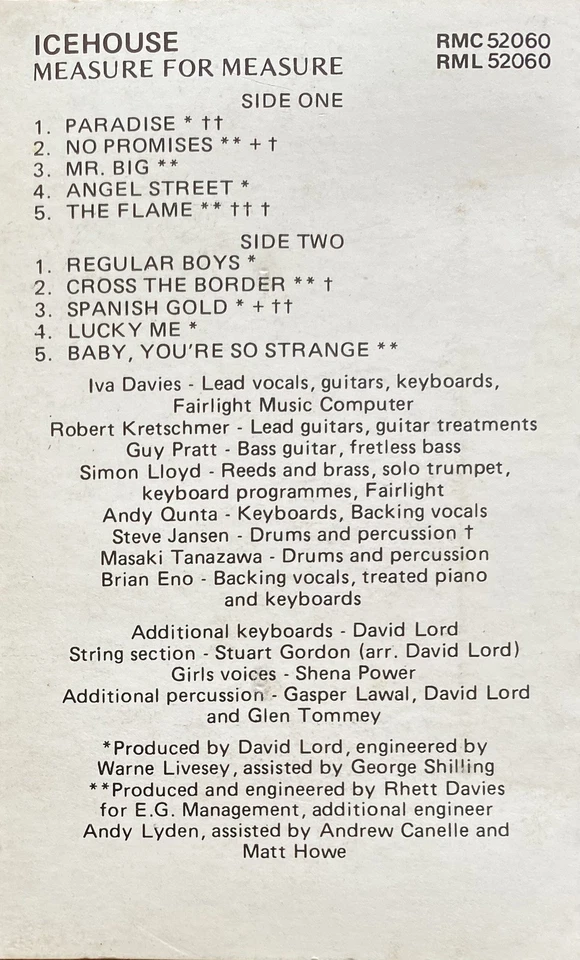 ICEHOUSE
MEASURE FOR MEASURE
RMC 52060
RML 52060
SIDE ONE
1. PARADISE * ††
2. NO PROMISES ** + †
3. MR. BIG **
4. ANGEL STREET *
5. THE FLAME ** †† †
SIDE TWO
1. REGULAR BOYS *
2. CROSS THE BORDER ** †
3. SPANISH GOLD * + ††
4. LUCKY ME *
5. BABY, YOU'RE SO STRANGE **
Iva Davies - Lead vocals, guitars, keyboards,
Fairlight Music Computer
Robert Kretschmer - Lead guitars, guitar treatments
Guy Pratt - Bass guitar, fretless bass
Simon Lloyd - Reeds and brass, solo trumpet,
keyboard programmes, Fairlight
Andy Qunta - Keyboards, Backing vocals
Steve Jansen - Drums and percussion †
Masaki Tanazawa - Drums and percussion
Brian Eno - Backing vocals, treated piano
and keyboards
Additional keyboards - David Lord
String section - Stuart Gordon (arr. David Lord)
Girls voices - Shena Power
Additional percussion - Gasper Lawal, David Lord
and Glen Tommey
*Produced by David Lord, engineered by
Warne Livesey, assisted by George Shilling
**Produced and engineered by Rhett Davies
for E.G. Management, additional engineer
Andy Lyden, assisted by Andrew Canelle and
Matt Howe